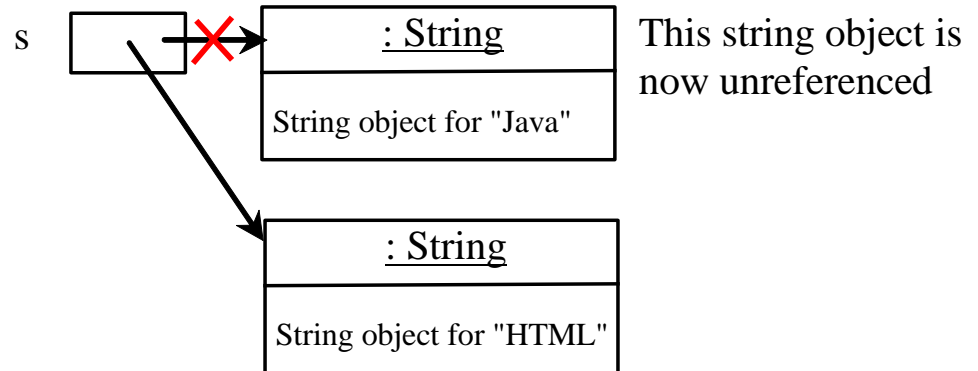 s
: String
This string object is
now unreferenced
String object for "Java"
: String
String object for "HTML"